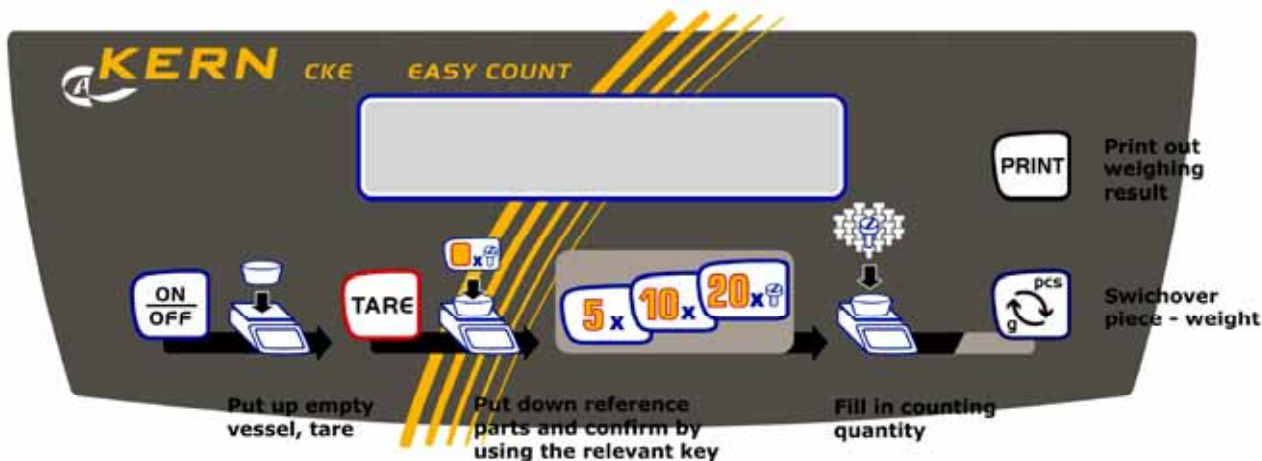 KERN CKE EASY COUNT
PRINT
Print out
weighing
result
ON
OFF
TARE
x
5x
10x
20x
pcs
g
Swichover
piece - weight
Put up empty
vessel, tare
Put down reference
parts and confirm by
using the relevant key
Fill in counting
quantity